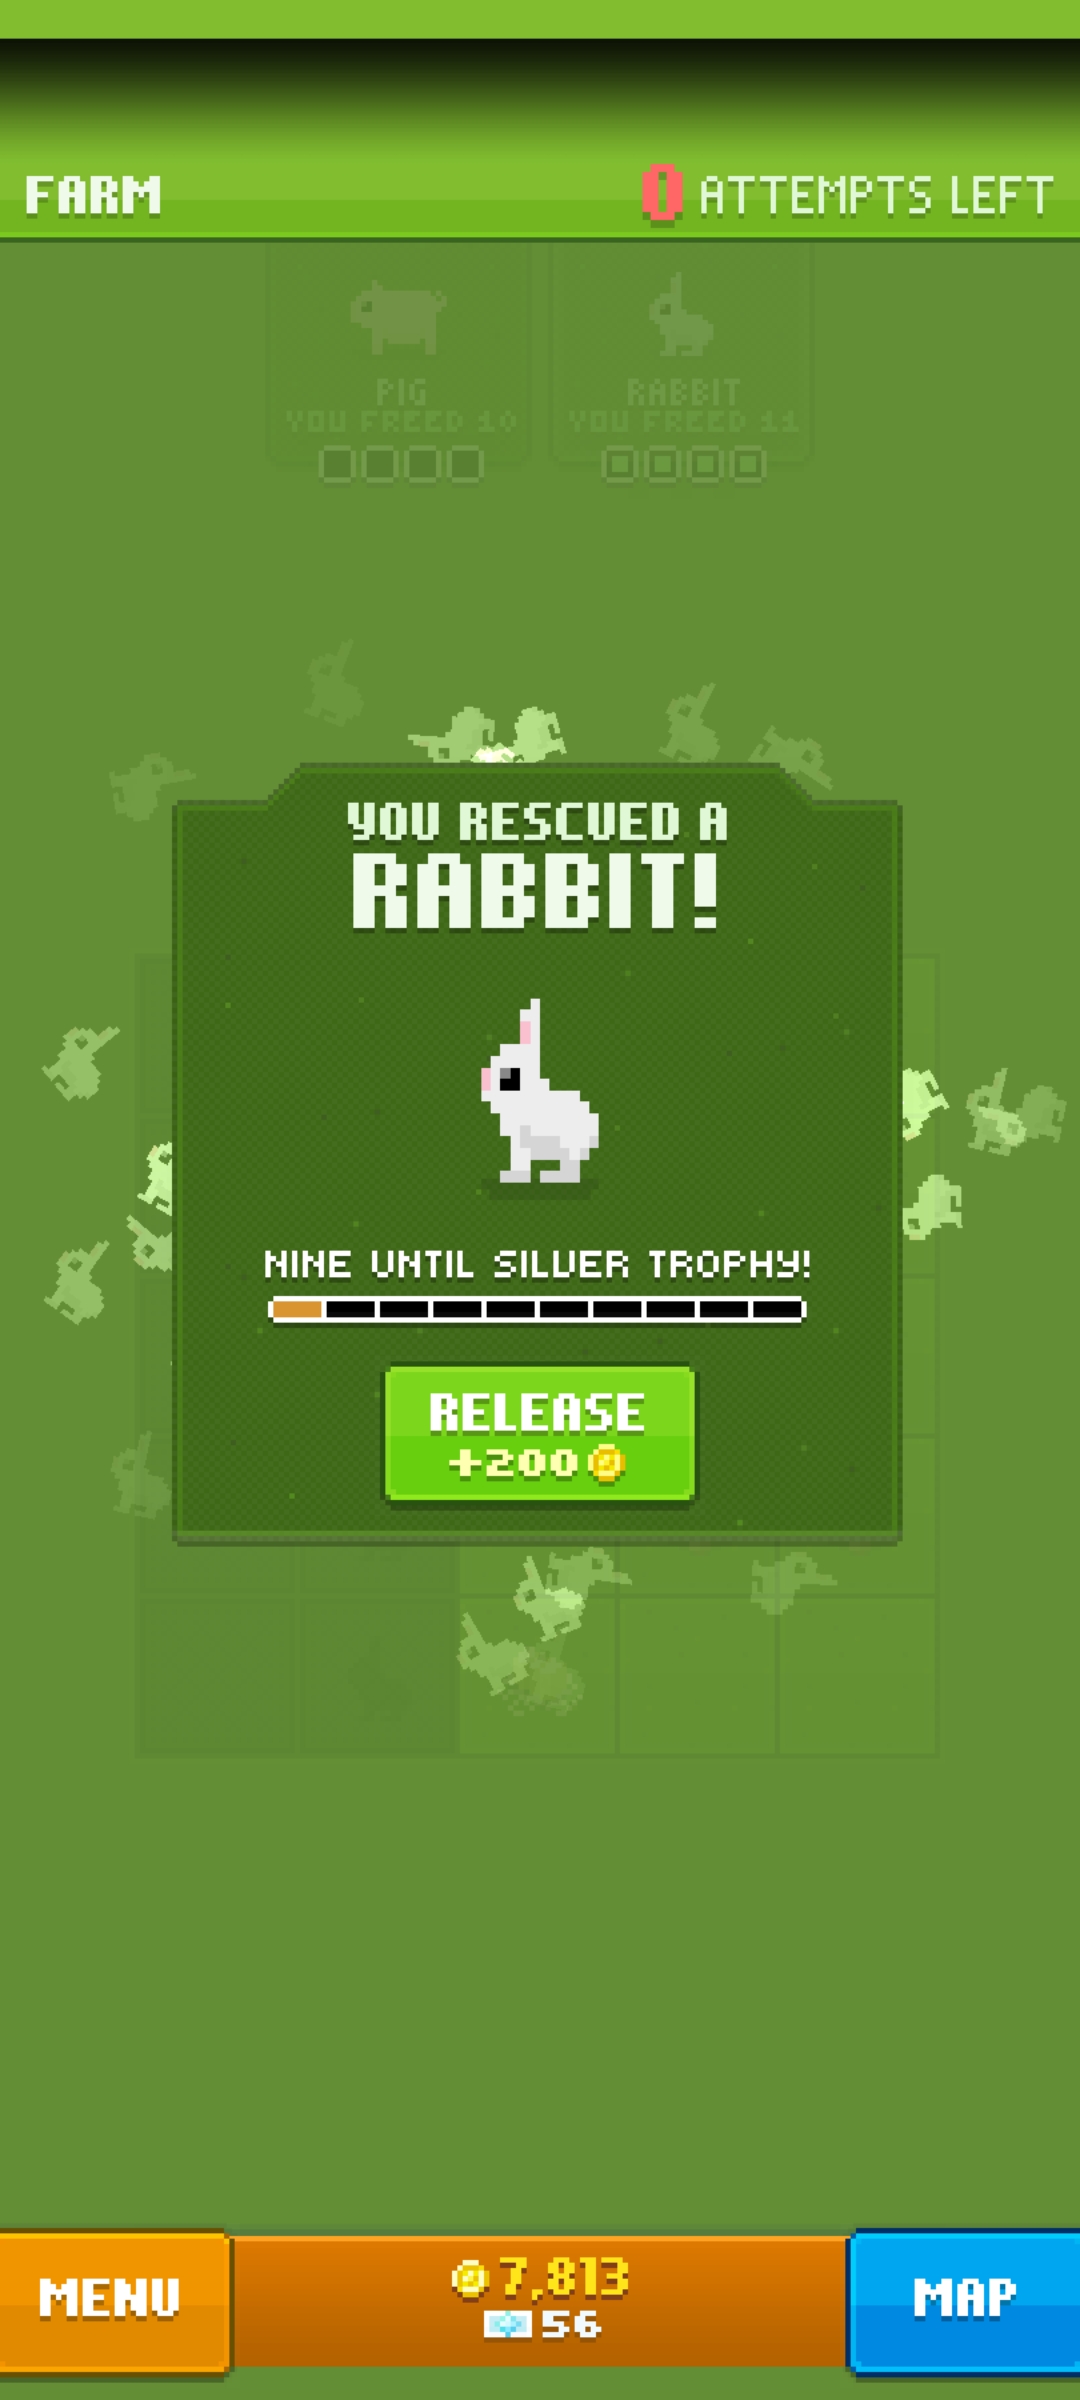 FARM
0 ATTEMPTS LEFT
PIG
YOU FREED 10
RABBIT
YOU FREED 11
YOU RESCUED A
RABBIT!
NINE UNTIL SILVER TROPHY!
RELEASE
+200
MENU
7,813
56
MAP